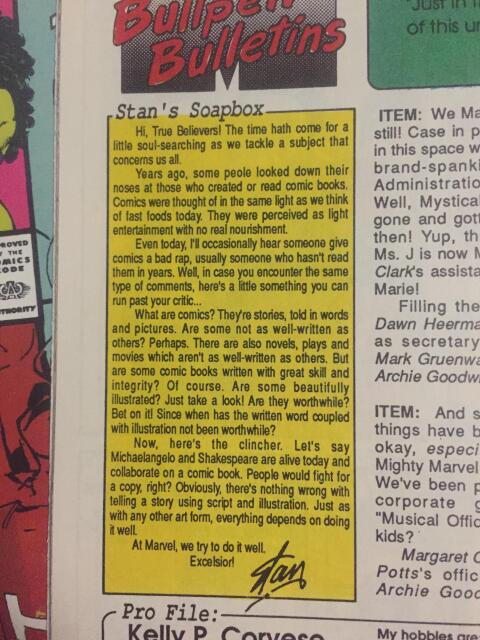 Bullpen
Bulletins
Stan's Soapbox
Hi, True Believers! The time hath come for a
little soul-searching as we tackle a subject that
concerns us all.
Years ago, some peole looked down their
noses at those who created or read comic books.
Comics were thought of in the same light as we think
of fast foods today. They were perceived as light
entertainment with no real nourishment.
Even today, I'll occasionally hear someone give
comics a bad rap, usually someone who hasn't read
them in years. Well, in case you encounter the same
type of comments, here's a little something you can
run past your critic...
What are comics? They're stories, told in words
and pictures. Are some not as well-written as
others? Perhaps. There are also novels, plays and
movies which aren't as well-written as others. But
are some comic books written with great skill and
integrity? Of course. Are some beautifully
illustrated? Just take a look! Are they worthwhile?
Bet on it! Since when has the written word coupled
with illustration not been worthwhile?
Now, here's the clincher. Let's say
Michaelangelo and Shakespeare are alive today and
collaborate on a comic book. People would fight for
a copy, right? Obviously, there's nothing wrong with
telling a story using script and illustration. Just as
with any other art form, everything depends on doing
it well.
At Marvel, we try to do it well.
Excelsior!
Stan
Pro File:
Kelly P. Corvese
"Just in
of this
ITEM: We
still! Case in
in this space
brand-spanki
Administratio
Well, Mystical
gone and gott
then! Yup, th
Ms. J is now
Clark's assista
Marie!
Filling the
Dawn Heerma
as secretary
Mark Gruenwa
Archie Goodw
ITEM: And s
things have b
okay, especi
Mighty Marvel
We've been p
corporate g
"Musical Offic
kids?
Margaret C
Potts's offic
Archie Good
My hobbies are
PROVED
THE
MICS
CODE
THORITY